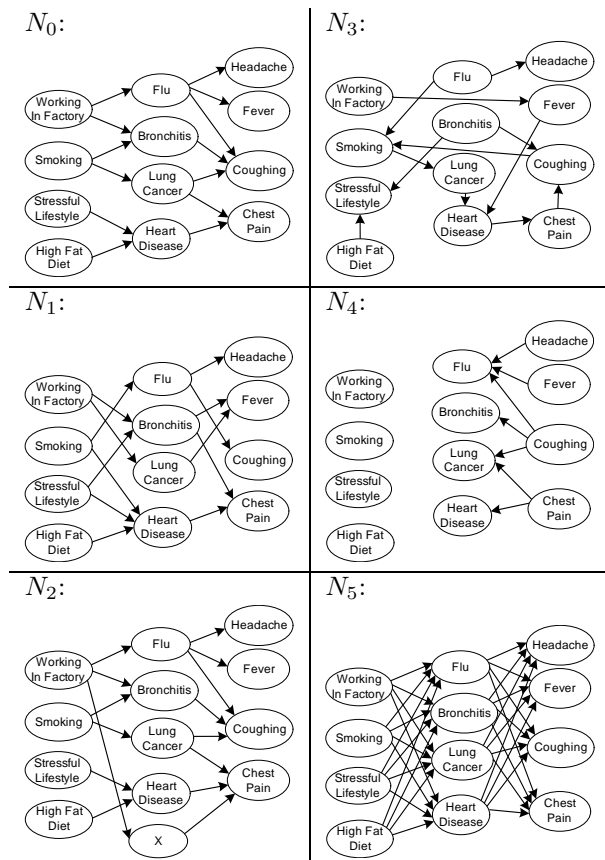 N0:
Working
In Factory
Smoking
Stressful
Lifestyle
High Fat
Diet
Flu
Bronchitis
Lung
Cancer
Heart
Disease
Headache
Fever
Coughing
Chest
Pain
N3:
Working
In Factory
Smoking
Stressful
Lifestyle
High Fat
Diet
Flu
Bronchitis
Lung
Cancer
Heart
Disease
Headache
Fever
Coughing
Chest
Pain
N1:
Working
In Factory
Smoking
Stressful
Lifestyle
High Fat
Diet
Flu
Bronchitis
Lung
Cancer
Heart
Disease
Headache
Fever
Coughing
Chest
Pain
N4:
Working
In Factory
Smoking
Stressful
Lifestyle
High Fat
Diet
Flu
Bronchitis
Lung
Cancer
Heart
Disease
Headache
Fever
Coughing
Chest
Pain
N2:
Working
In Factory
Smoking
Stressful
Lifestyle
High Fat
Diet
Flu
Bronchitis
Lung
Cancer
Heart
Disease
X
Headache
Fever
Coughing
Chest
Pain
N5:
Working
In Factory
Smoking
Stressful
Lifestyle
High Fat
Diet
Flu
Bronchitis
Lung
Cancer
Heart
Disease
Headache
Fever
Coughing
Chest
Pain